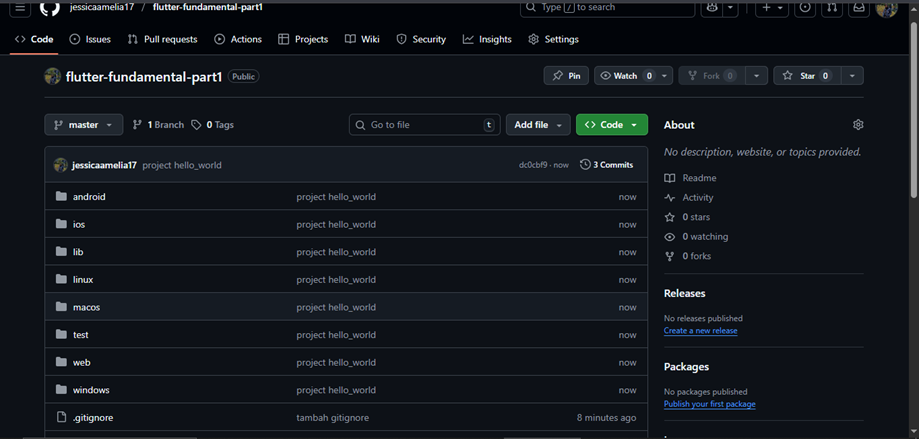 jessicaamelia17 / flutter-fundamental-part1
Type / to search
Code Issues Pull requests Actions Projects Wiki Security Insights Settings
flutter-fundamental-part1 Public
Pin Watch 0 Fork 0 Star 0
master 1 Branch 0 Tags
Go to file t
Add file Code
jessicaamelia17 project hello_world dc0cbf9 · now 3 Commits
android project hello_world now
ios project hello_world now
lib project hello_world now
linux project hello_world now
macos project hello_world now
test project hello_world now
web project hello_world now
windows project hello_world now
.gitignore tambah gitignore 8 minutes ago
About
No description, website, or topics provided.
Readme
Activity
0 stars
0 watching
0 forks
Releases
No releases published
Create a new release
Packages
No packages published
Publish your first package